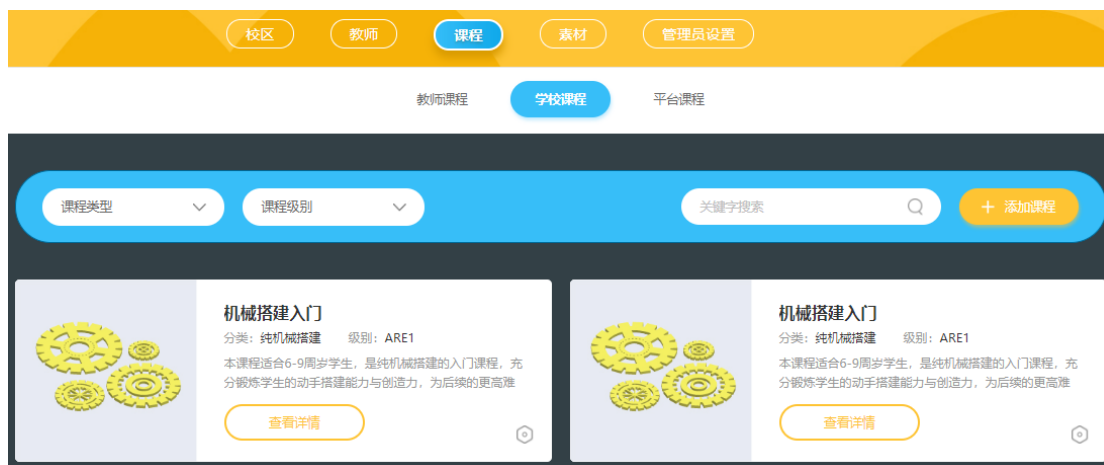 校区 教师 课程 素材 管理员设置
教师课程 学校课程 平台课程
课程类型 课程级别 关键字搜索 + 添加课程
机械搭建入门
分类：纯机械搭建 级别：ARE1
本课程适合6-9周岁学生，是纯机械搭建的入门课程，充
分锻炼学生的动手搭建能力与创造力，为后续的更高难
查看详情
机械搭建入门
分类：纯机械搭建 级别：ARE1
本课程适合6-9周岁学生，是纯机械搭建的入门课程，充
分锻炼学生的动手搭建能力与创造力，为后续的更高难
查看详情